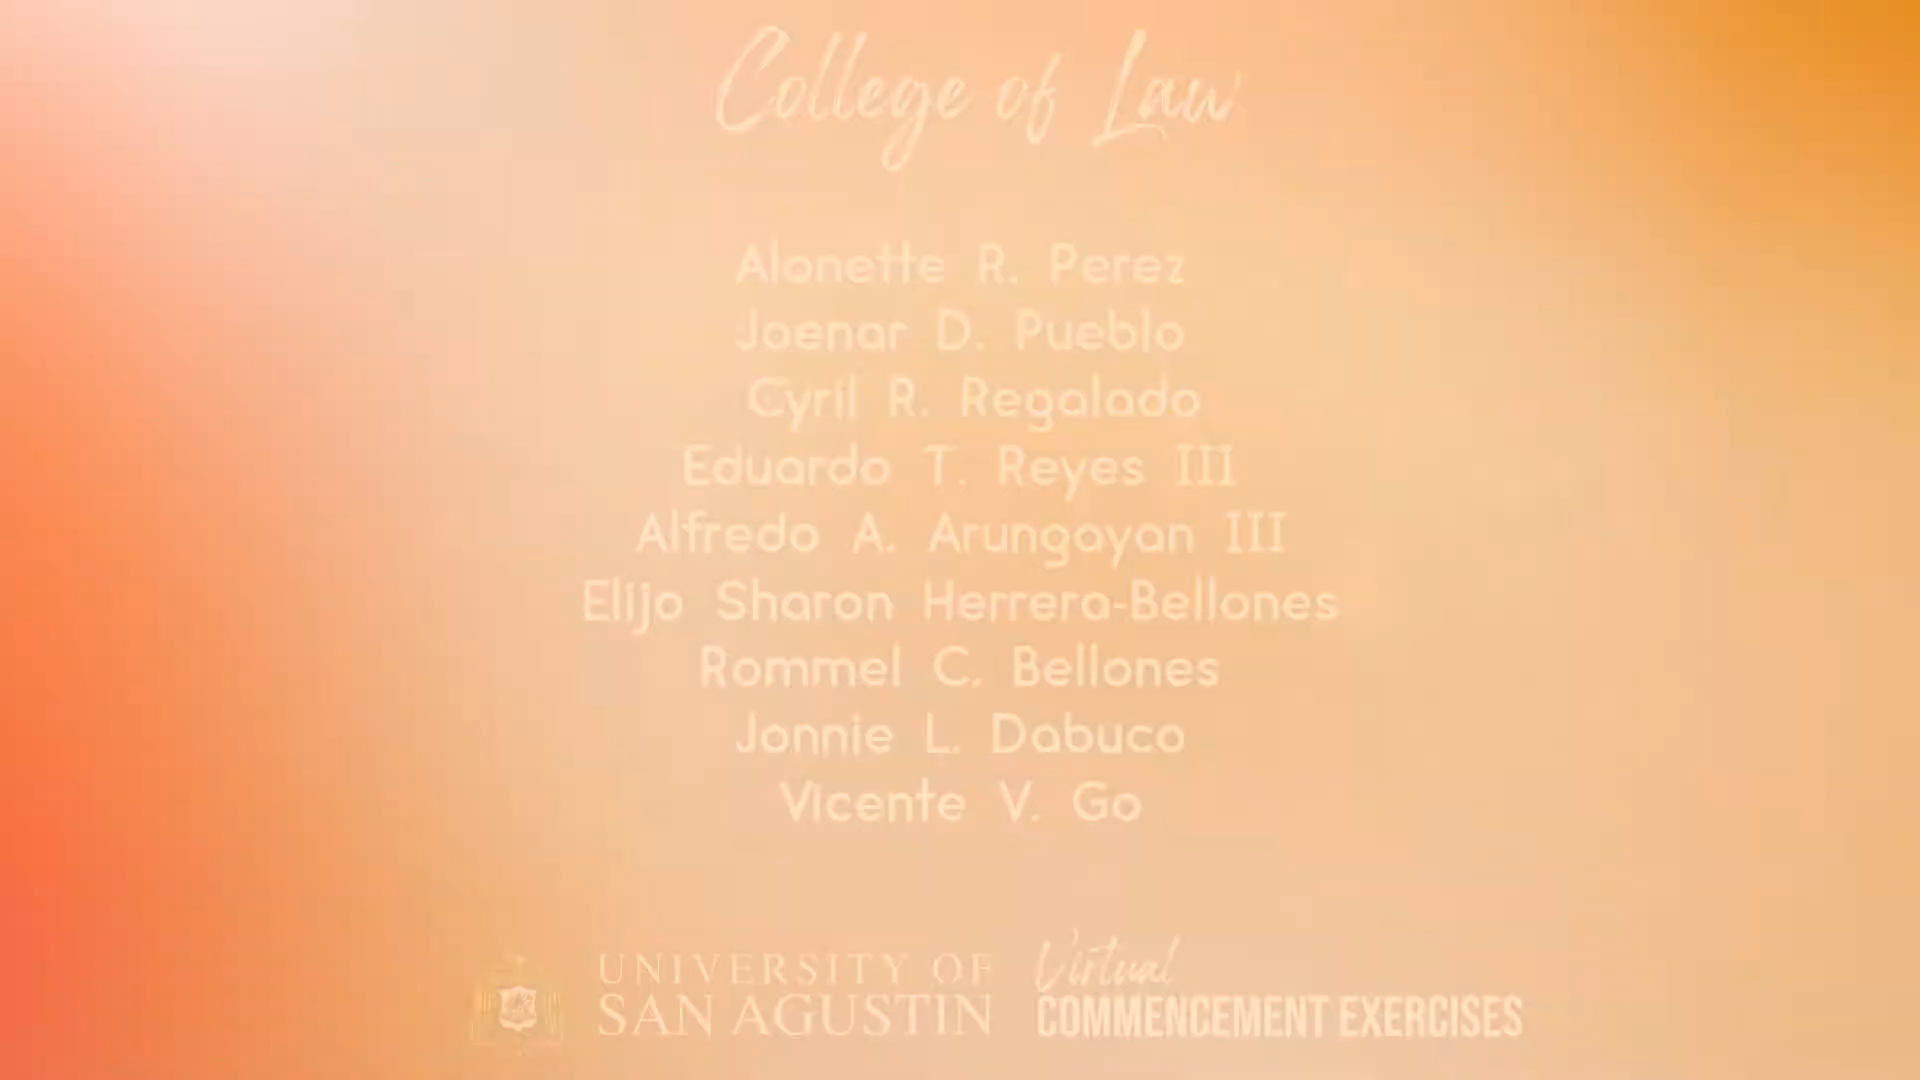 College of Law
Alonette R. Perez
Joenar D. Pueblo
Cyril R. Regalado
Eduardo T. Reyes III
Alfredo A. Arungayan III
Elijo Sharon Herrera-Bellones
Rommel C. Bellones
Jonnie L. Dabuco
Vicente V. Go
UNIVERSITY OF
SAN AGUSTIN
Virtual
COMMENCEMENT EXERCISES